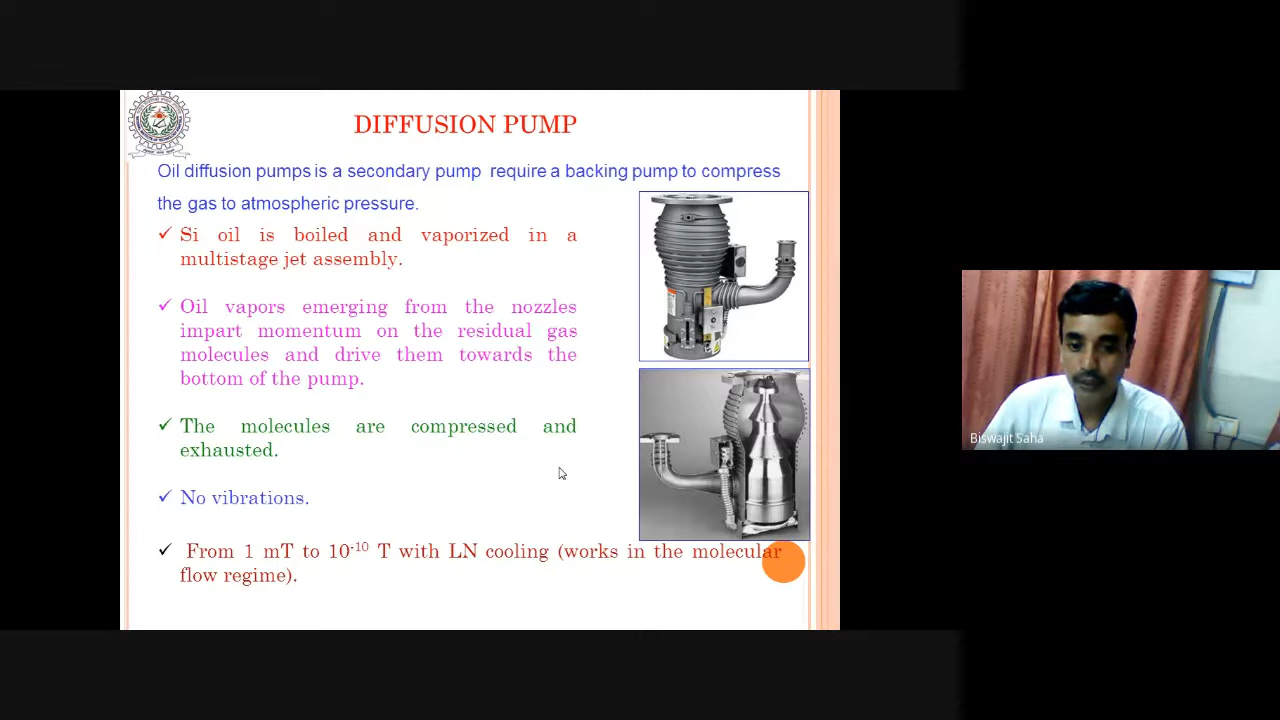 DIFFUSION PUMP
Oil diffusion pumps is a secondary pump require a backing pump to compress
the gas to atmospheric pressure.
✓ Si oil is boiled and vaporized in a
multistage jet assembly.
✓ Oil vapors emerging from the nozzles
impart momentum on the residual gas
molecules and drive them towards the
bottom of the pump.
✓ The molecules are compressed and
exhausted.
✓ No vibrations.
✓ From 1 mT to 10⁻¹⁰ T with LN cooling (works in the molecular
flow regime).
Biswajit Saha